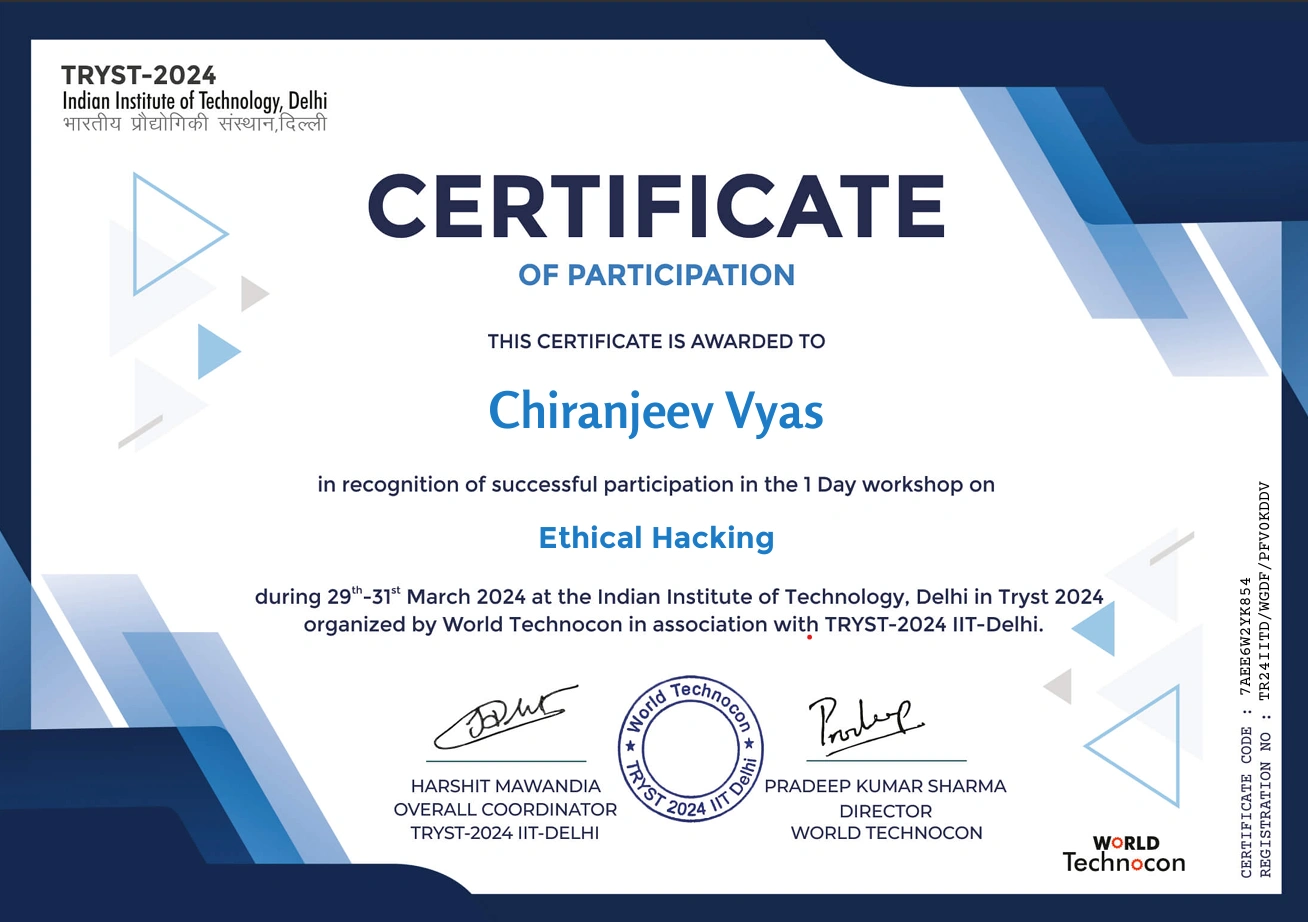 TRYST-2024
Indian Institute of Technology, Delhi
भारतीय प्रौद्योगिकी संस्थान,दिल्ली
CERTIFICATE
OF PARTICIPATION
THIS CERTIFICATE IS AWARDED TO
Chiranjeev Vyas
in recognition of successful participation in the 1 Day workshop on
Ethical Hacking
during 29th-31st March 2024 at the Indian Institute of Technology, Delhi in Tryst 2024
organized by World Technocon in association with TRYST-2024 IIT-Delhi.
Pradeep
World Technocon
TRYST 2024 IIT Delhi
HARSHIT MAWANDIA
OVERALL COORDINATOR
TRYST-2024 IIT-DELHI
PRADEEP KUMAR SHARMA
DIRECTOR
WORLD TECHNOCON
WORLD
Technocon
CERTIFICATE CODE : 7AEE6W2YK854
REGISTRATION NO : TR24IITD/WGDF/PFV0KDDV